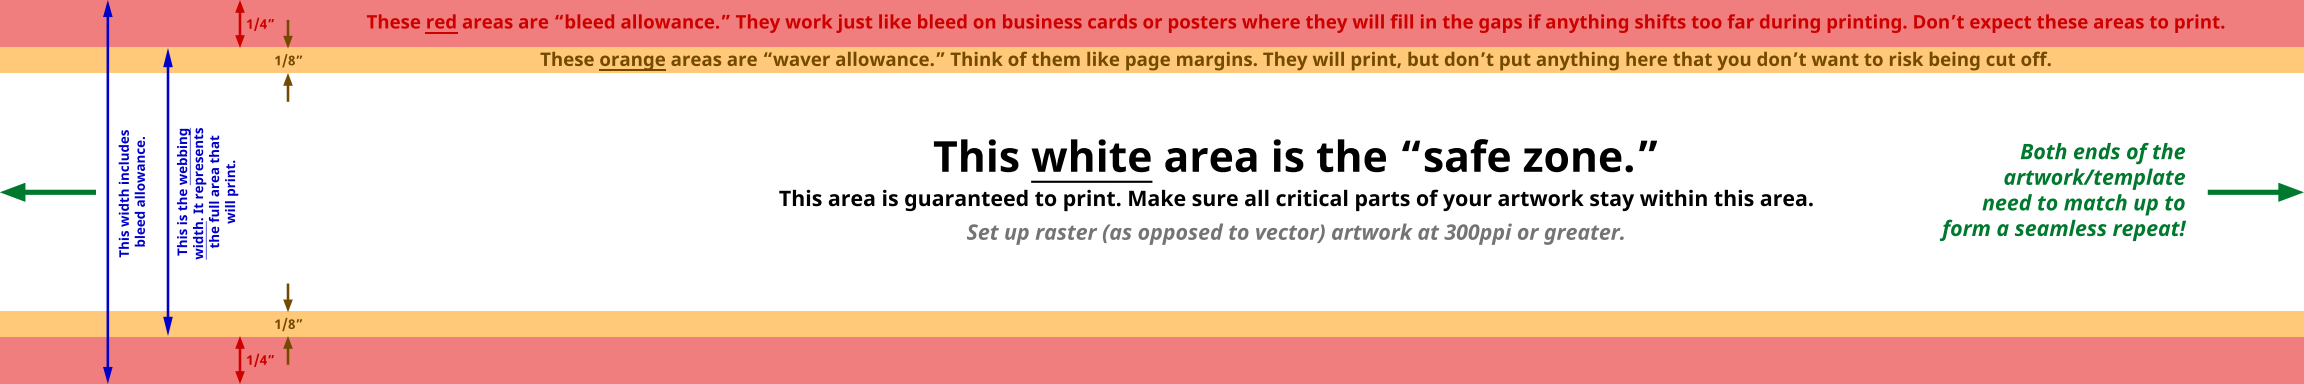 These red areas are “bleed allowance.” They work just like bleed on business cards or posters where they will fill in the gaps if anything shifts too far during printing. Don’t expect these areas to print.
1/4”
These orange areas are “waver allowance.” Think of them like page margins. They will print, but don’t put anything here that you don’t want to risk being cut off.
1/8”
This width includes
bleed allowance.
This is the webbing
width. It represents
the full area that
will print.
This white area is the “safe zone.”
This area is guaranteed to print. Make sure all critical parts of your artwork stay within this area.
Set up raster (as opposed to vector) artwork at 300ppi or greater.
Both ends of the
artwork/template
need to match up to
form a seamless repeat!
1/8”
1/4”